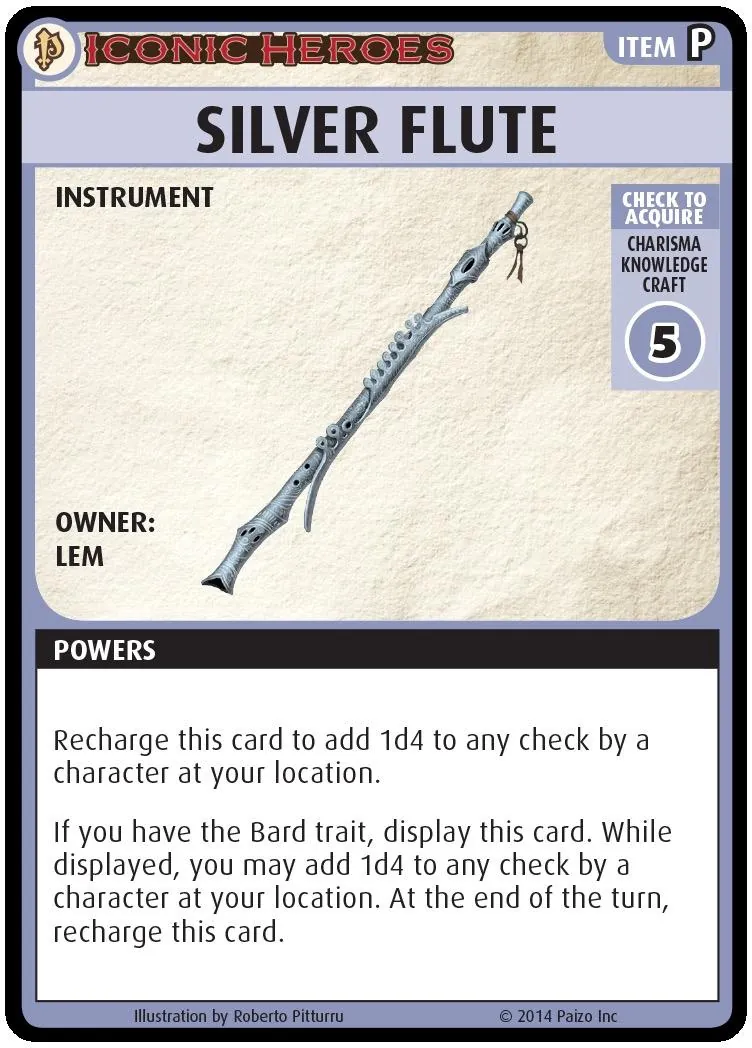 ICONIC HEROES
ITEM P
SILVER FLUTE
INSTRUMENT
CHECK TO
ACQUIRE
CHARISMA
KNOWLEDGE
CRAFT
5
OWNER:
LEM
POWERS
Recharge this card to add 1d4 to any check by a
character at your location.
If you have the Bard trait, display this card. While
displayed, you may add 1d4 to any check by a
character at your location. At the end of the turn,
recharge this card.
Illustration by Roberto Pitturru
© 2014 Paizo Inc